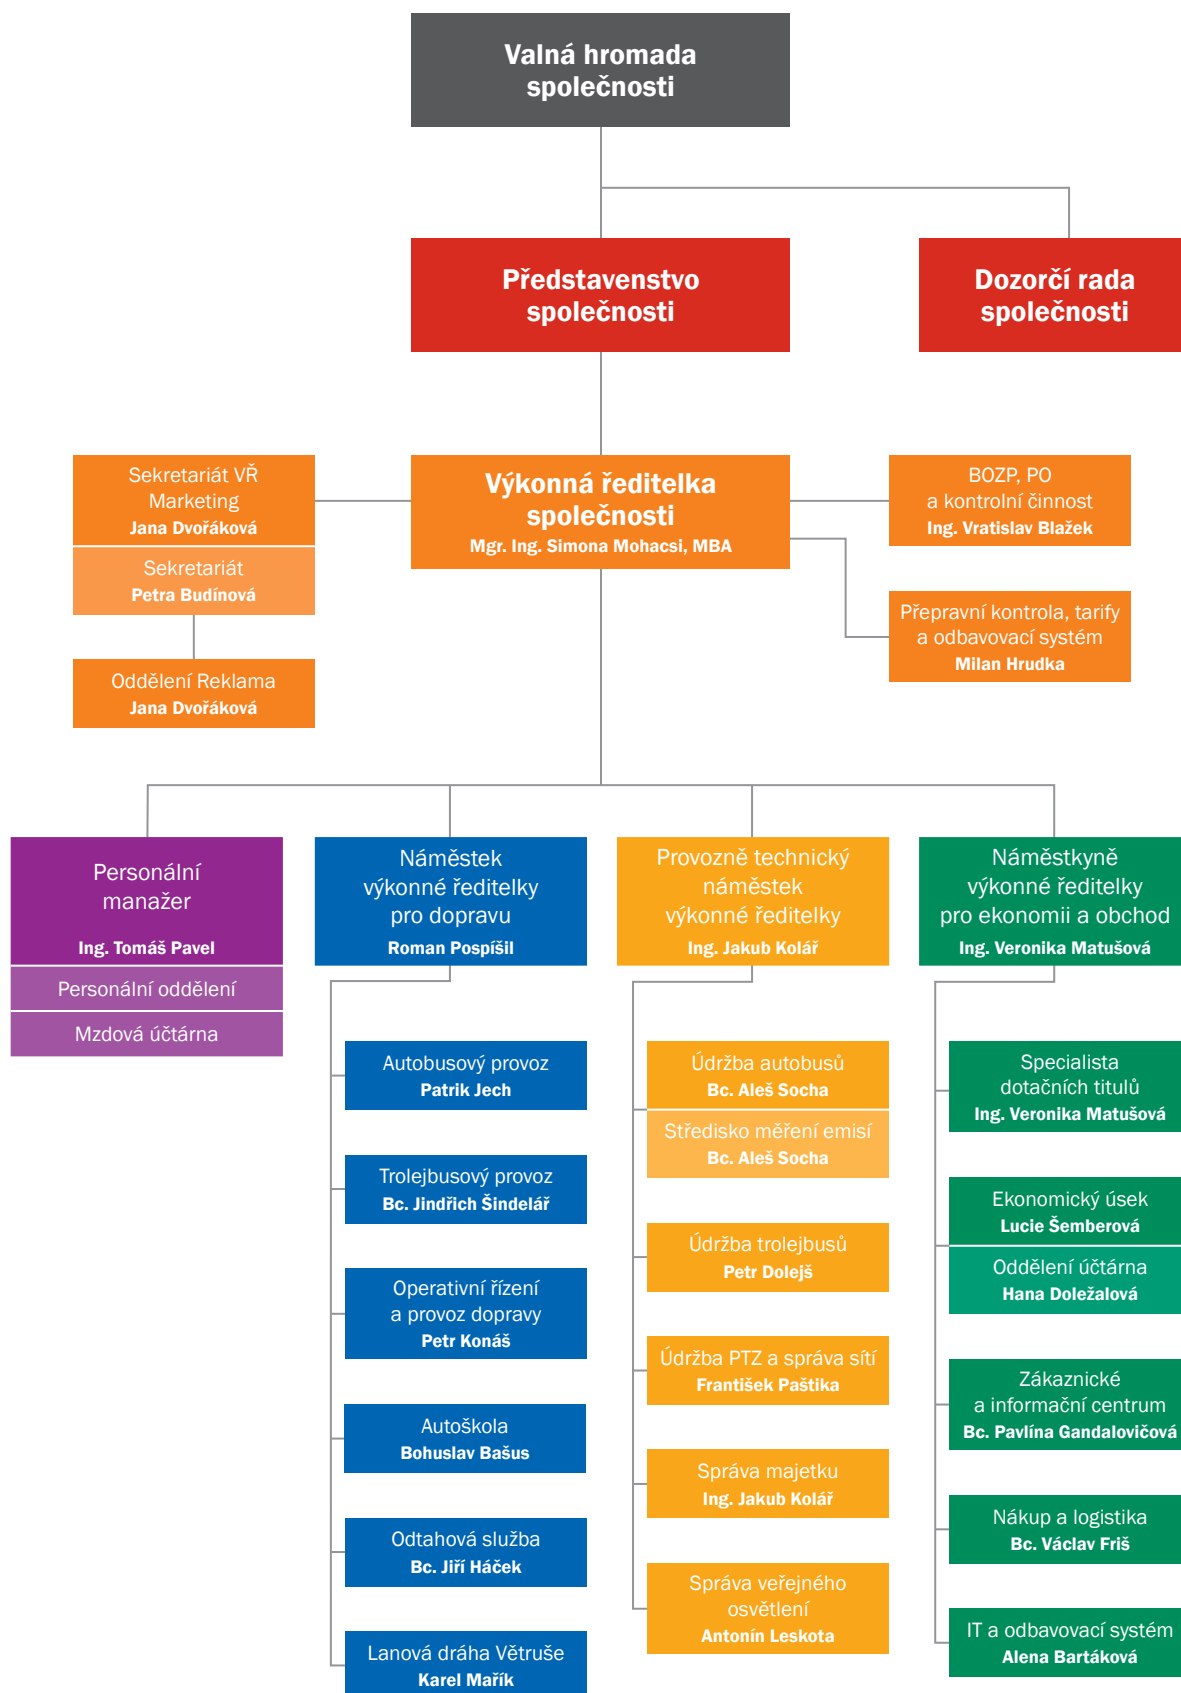 Valná hromada
společnosti
Představenstvo
společnosti
Dozorčí rada
společnosti
Sekretariát VŘ
Marketing
Jana Dvořáková
Sekretariát
Petra Budínová
Oddělení Reklama
Jana Dvořáková
Výkonná ředitelka
společnosti
Mgr. Ing. Simona Mohacsi, MBA
BOZP, PO
a kontrolní činnost
Ing. Vratislav Blažek
Přepravní kontrola, tarify
a odbavovací systém
Milan Hrudka
Personální
manažer
Ing. Tomáš Pavel
Personální oddělení
Mzdová účtárna
Náměstek
výkonné ředitelky
pro dopravu
Roman Pospíšil
Autobusový provoz
Patrik Jech
Trolejbusový provoz
Bc. Jindřich Šindelář
Operativní řízení
a provoz dopravy
Petr Konáš
Autoškola
Bohuslav Bašus
Odtahová služba
Bc. Jiří Háček
Lanová dráha Větruše
Karel Mařík
Provozně technický
náměstek
výkonné ředitelky
Ing. Jakub Kolář
Údržba autobusů
Bc. Aleš Socha
Středisko měření emisí
Bc. Aleš Socha
Údržba trolejbusů
Petr Dolejš
Údržba PTZ a správa sítí
František Paštika
Správa majetku
Ing. Jakub Kolář
Správa veřejného
osvětlení
Antonín Leskota
Náměstkyně
výkonné ředitelky
pro ekonomii a obchod
Ing. Veronika Matušová
Specialista
dotačních titulů
Ing. Veronika Matušová
Ekonomický úsek
Lucie Šemberová
Oddělení účtárna
Hana Doležalová
Zákaznické
a informační centrum
Bc. Pavlína Gandalovičová
Nákup a logistika
Bc. Václav Friš
IT a odbavovací systém
Alena Bartáková